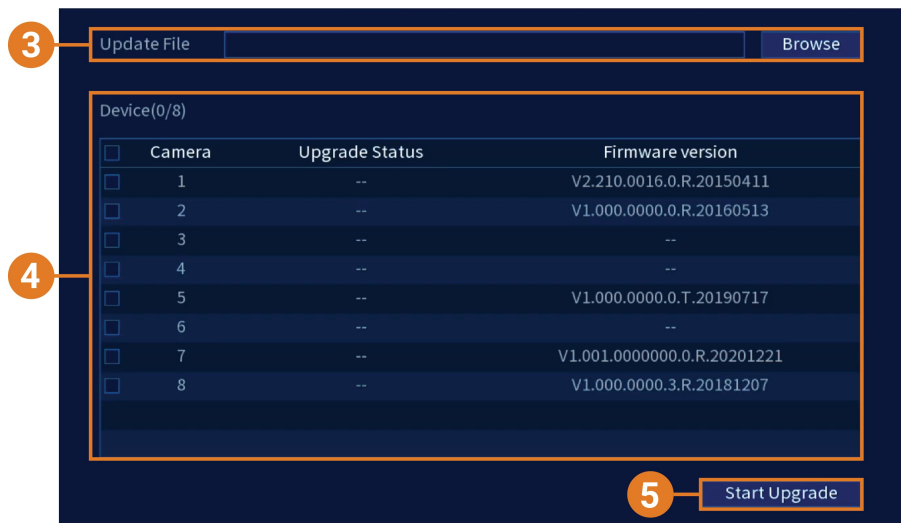 3 Update File Browse
Device(0/8)
Camera Upgrade Status Firmware version
1 -- V2.210.0016.0.R.20150411
2 -- V1.000.0000.0.R.20160513
3 -- --
4 -- --
4
5 -- V1.000.0000.0.T.20190717
6 -- --
7 -- V1.001.0000000.0.R.20201221
8 -- V1.000.0000.3.R.20181207
5 Start Upgrade